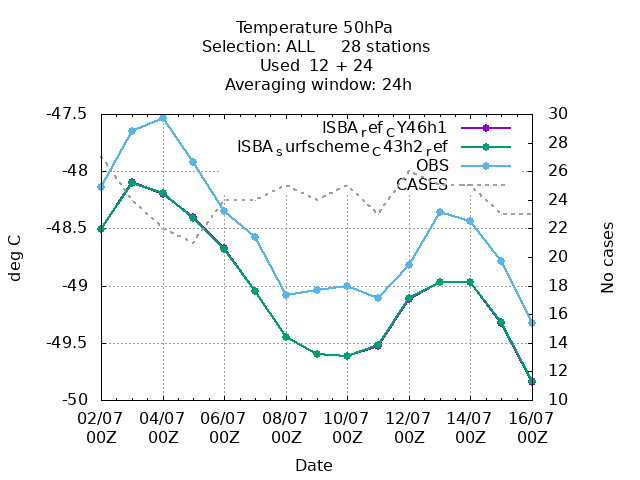 Temperature 50hPa
Selection: ALL 28 stations
Used 12 + 24
Averaging window: 24h
-47.5 30
ISBA_ref_CY46h1
28
ISBA_surfscheme_C43h2_ref
-48 OBS 26
CASES 24
-48.5 22
deg C
20
No cases
-49 18
16
-49.5 14
12
-50 10
02/07 04/07 06/07 08/07 10/07 12/07 14/07 16/07
00Z 00Z 00Z 00Z 00Z 00Z 00Z 00Z
Date